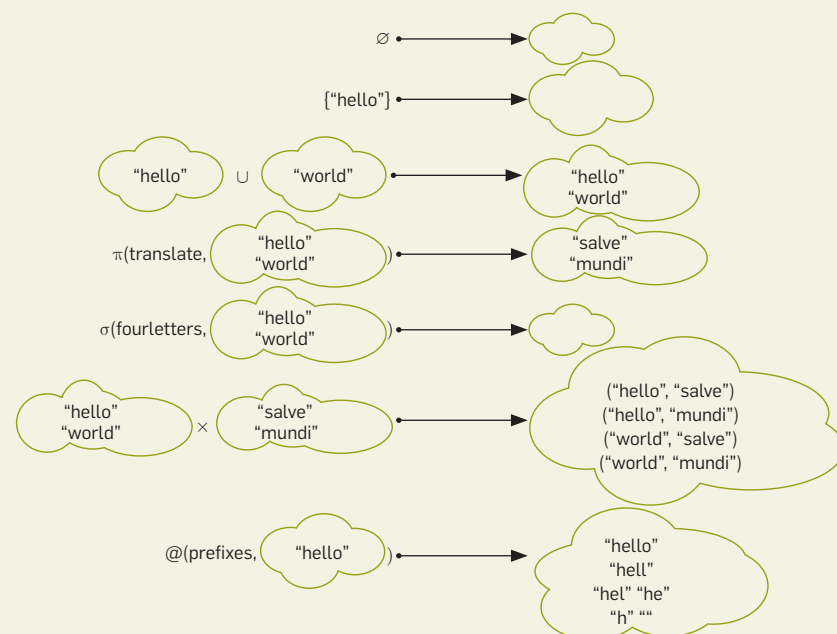 ∅
{“hello”}
“hello” ∪ “world” “hello”
“world”
π(translate, “hello”
“world” ) “salve”
“mundi”
σ(fourletters, “hello”
“world” )
“hello”
“world” × “salve”
“mundi” (“hello”, “salve”)
(“hello”, “mundi”)
(“world”, “salve”)
(“world”, “mundi”)
@(prefixes, “hello” ) “hello”
“hell”
“hel” “he”
“h” ““